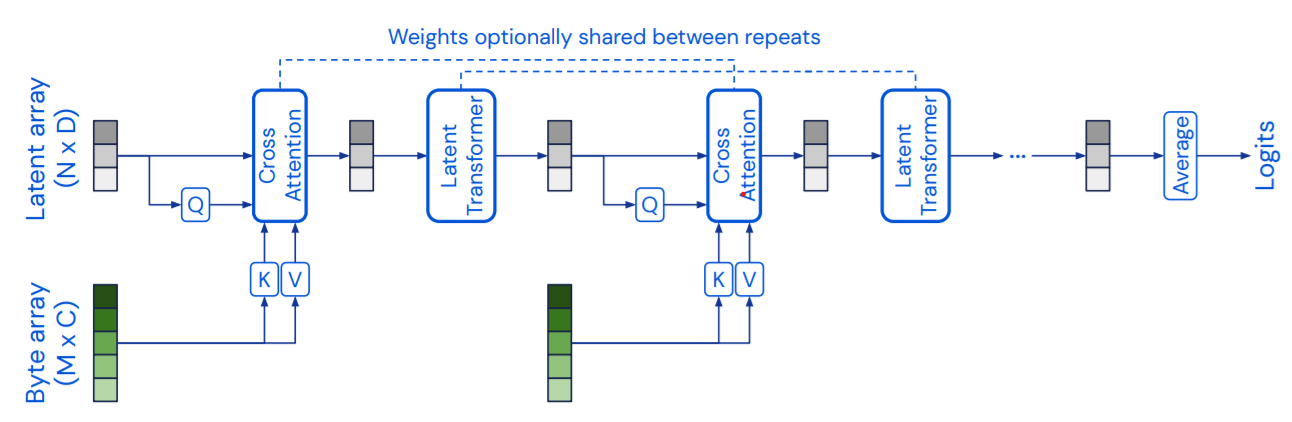 Weights optionally shared between repeats
Latent array
(N x D)
Q
Cross
Attention
Latent
Transformer
Q
Cross
Attention
Latent
Transformer
...
Average
Logits
K
V
K
V
Byte array
(M x C)